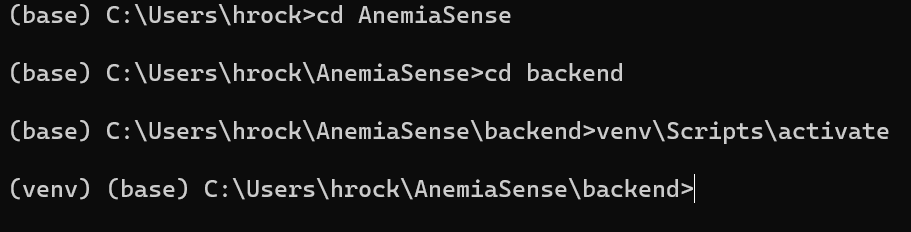 (base) C:\Users\hrock>cd AnemiaSense
(base) C:\Users\hrock\AnemiaSense>cd backend
(base) C:\Users\hrock\AnemiaSense\backend>venv\Scripts\activate
(venv) (base) C:\Users\hrock\AnemiaSense\backend>